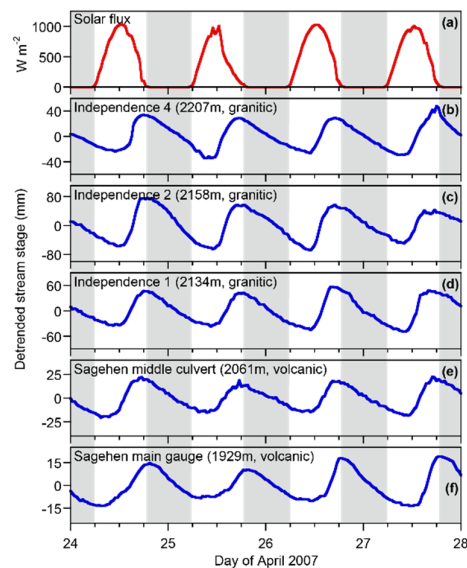 Solar flux
(a)
1000
500
0
W m-2
Independence 4 (2207m, granitic)
(b)
40
0
-40
Independence 2 (2158m, granitic)
(c)
80
0
-80
Detrended stream stage (mm)
Independence 1 (2134m, granitic)
(d)
60
0
-60
Sagehen middle culvert (2061m, volcanic)
(e)
25
0
-25
Sagehen main gauge (1929m, volcanic)
(f)
15
0
-15
24 25 26 27 28
Day of April 2007